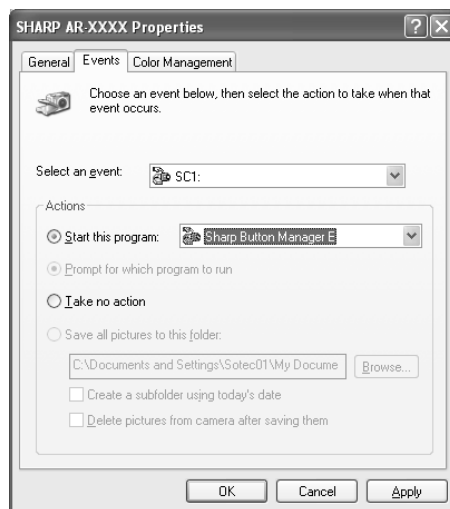 SHARP AR-XXXX Properties
General Events Color Management
Choose an event below, then select the action to take when that
event occurs.
Select an event: SC1:
Actions
Start this program: Sharp Button Manager E
Prompt for which program to run
Take no action
Save all pictures to this folder:
C:\Documents and Settings\Sotec01\My Docume Browse...
Create a subfolder using today's date
Delete pictures from camera after saving them
OK Cancel Apply